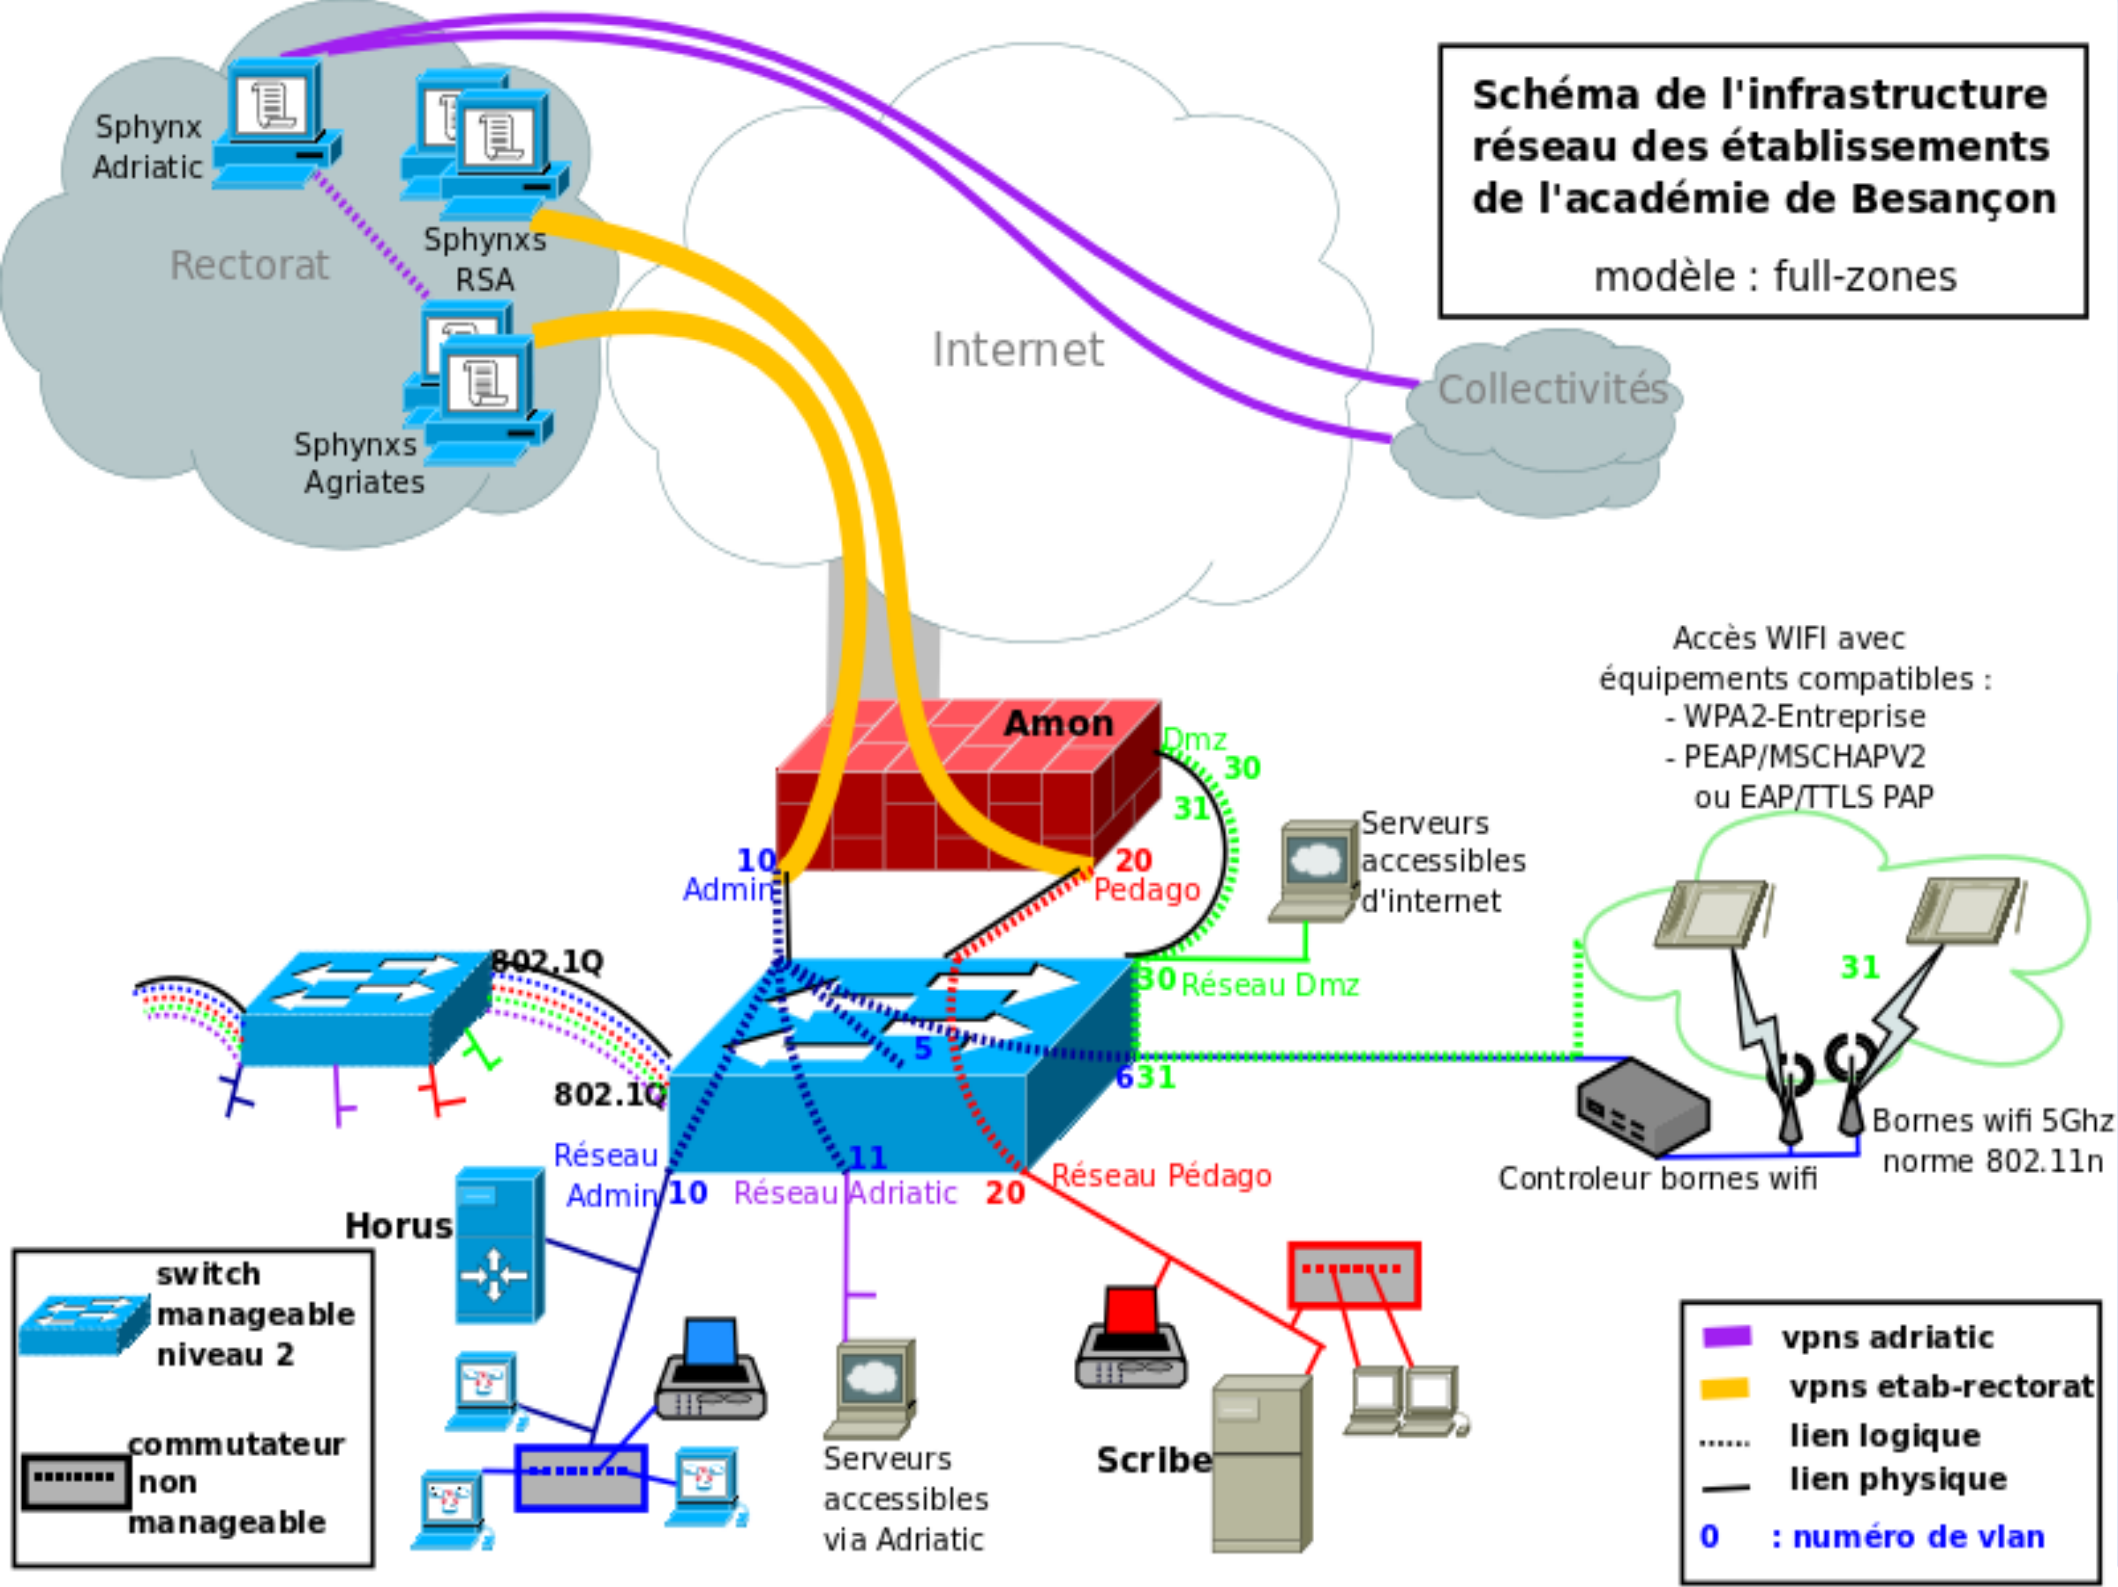 Schéma de l'infrastructure
réseau des établissements
de l'académie de Besançon
modèle : full-zones
Sphynx
Adriatic
Sphynxs
RSA
Rectorat
Sphynxs
Agriates
Internet
Collectivités
Accès WIFI avec
équipements compatibles :
- WPA2-Entreprise
- PEAP/MSCHAPV2
ou EAP/TTLS PAP
Amon
Dmz
30
31
10
Admin
20
Pedago
Serveurs
accessibles
d'internet
802.1Q
30 Réseau Dmz
31
5
631
802.1Q
Bornes wifi 5Ghz
norme 802.11n
Controleur bornes wifi
Réseau
Admin 10
11
Réseau Adriatic
20
Réseau Pédago
Horus
switch
manageable
niveau 2
commutateur
non
manageable
Serveurs
accessibles
via Adriatic
Scribe
vpns adriatic
vpns etab-rectorat
lien logique
lien physique
0 : numéro de vlan